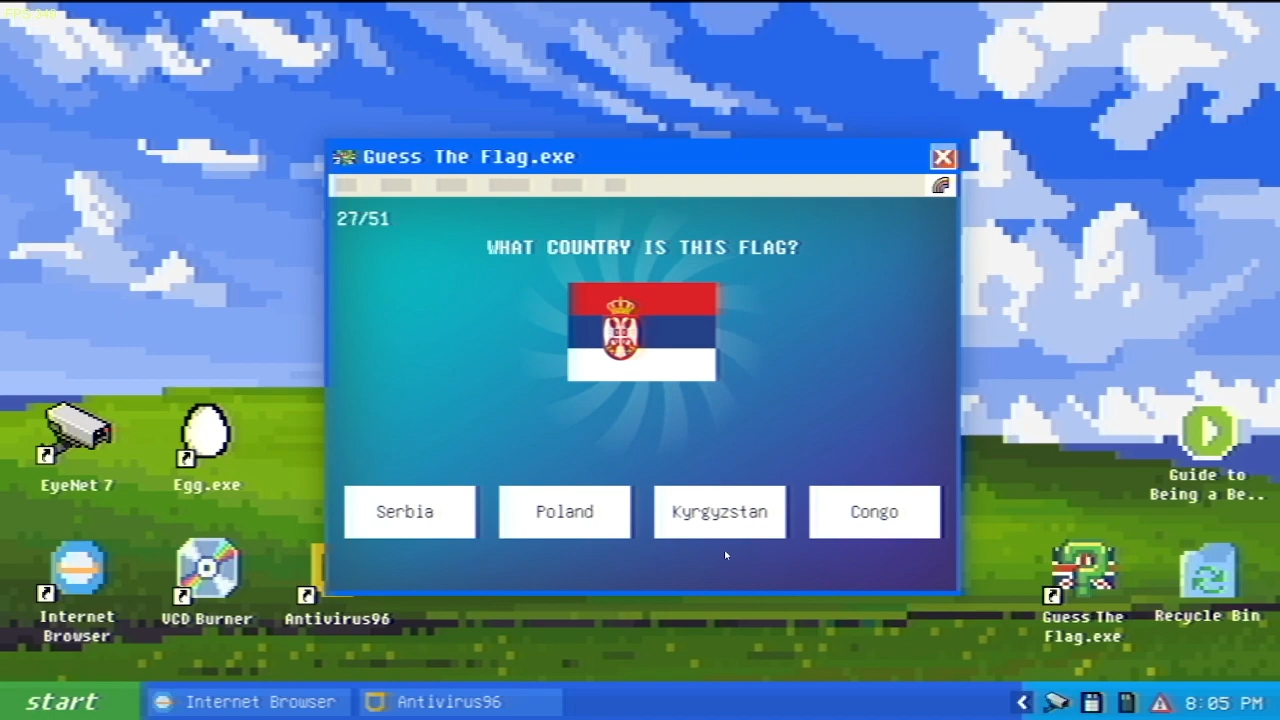 FPS: 343
Guess The Flag.exe
27/51
WHAT COUNTRY IS THIS FLAG?
Serbia
Poland
Kyrgyzstan
Congo
EyeNet 7
Egg.exe
Guide to
Being a Be..
Internet
Browser
VCD Burner
Antivirus96
Guess The
Flag.exe
Recycle Bin
start
Internet Browser
Antivirus96
8:05 PM